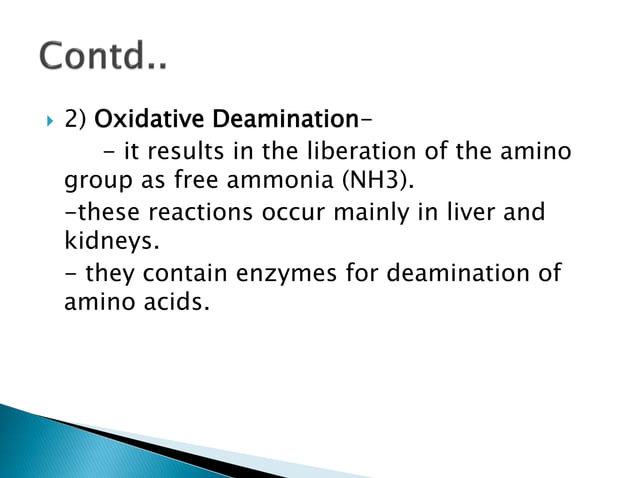 Contd..
2) Oxidative Deamination-
- it results in the liberation of the amino
group as free ammonia (NH3).
-these reactions occur mainly in liver and
kidneys.
- they contain enzymes for deamination of
amino acids.